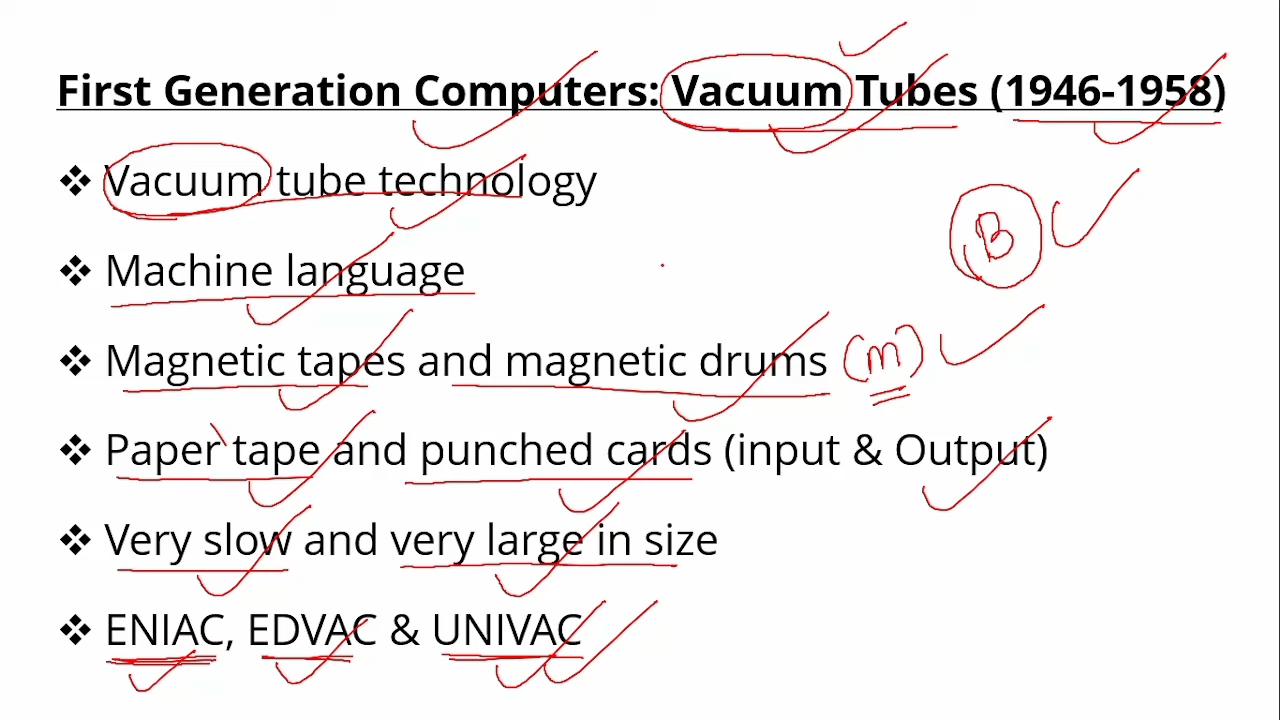 First Generation Computers: Vacuum Tubes (1946-1958)
❖ Vacuum tube technology
B
❖ Machine language
❖ Magnetic tapes and magnetic drums (m)
❖ Paper tape and punched cards (input & Output)
❖ Very slow and very large in size
❖ ENIAC, EDVAC & UNIVAC